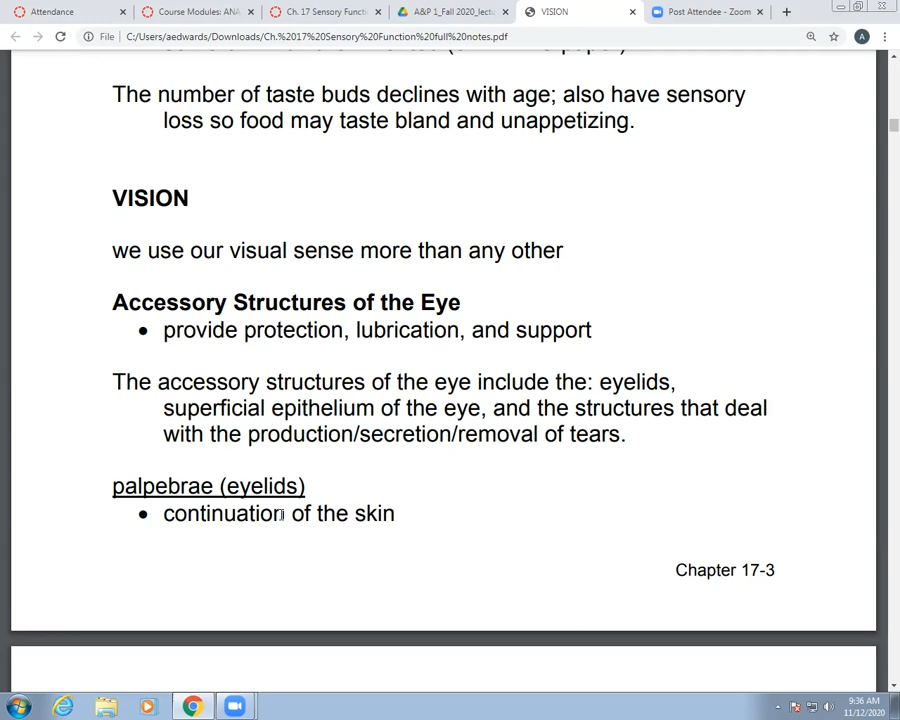 Attendance
Course Modules: ANA
Ch. 17 Sensory Functi
A&P 1_Fall 2020_lectu
VISION
Post Attendee - Zoom
File
C:/Users/aedwards/Downloads/Ch.%2017%20Sensory%20Function%20full%20notes.pdf
A
The number of taste buds declines with age; also have sensory
loss so food may taste bland and unappetizing.
VISION
we use our visual sense more than any other
Accessory Structures of the Eye
• provide protection, lubrication, and support
The accessory structures of the eye include the: eyelids,
superficial epithelium of the eye, and the structures that deal
with the production/secretion/removal of tears.
palpebrae (eyelids)
• continuation of the skin
Chapter 17-3
9:36 AM
11/12/2020